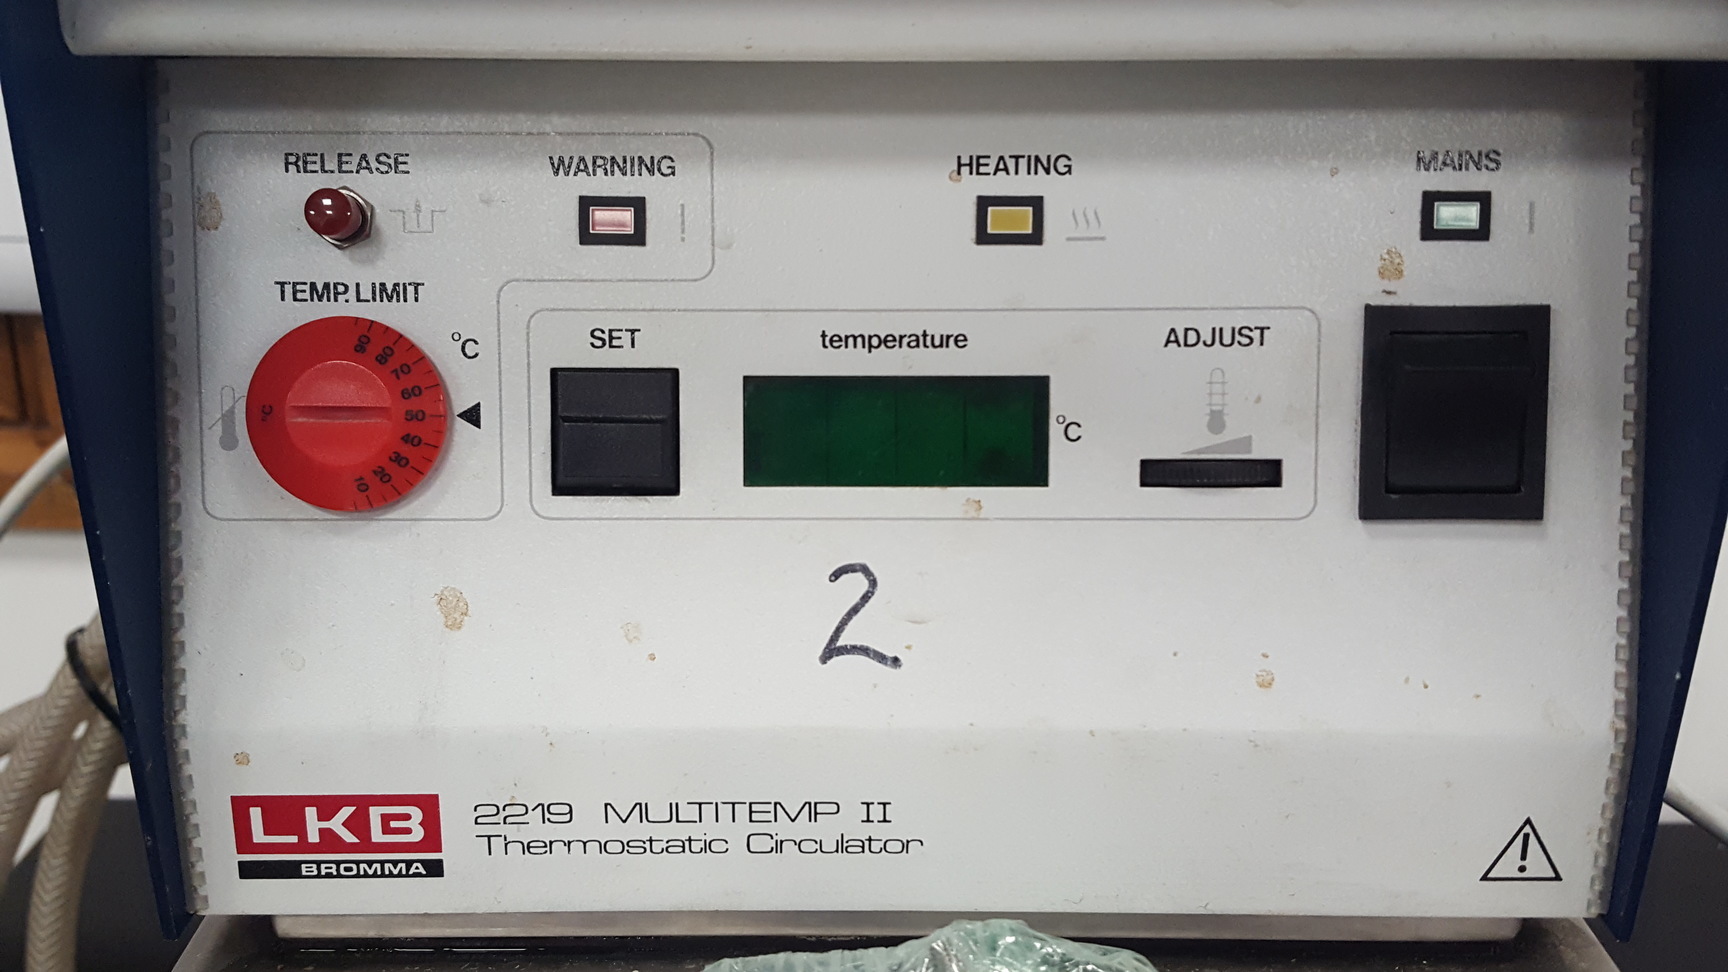 RELEASE
WARNING
HEATING
MAINS
TEMP. LIMIT
°C
90
80
70
60
50
40
30
20
10
°C
SET
temperature
°C
ADJUST
2
LKB
BROMMA
2219 MULTITEMP II
Thermostatic Circulator